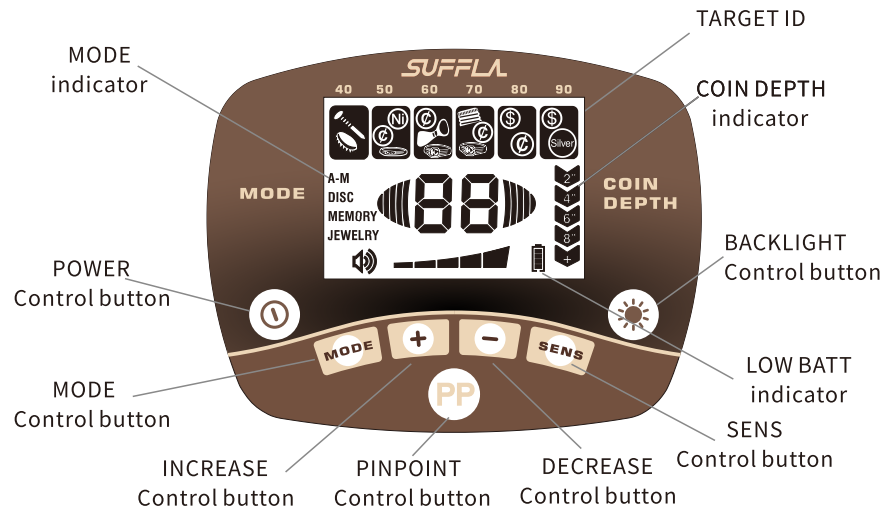 TARGET ID
MODE
indicator
SUFFLA
40 50 60 70 80 90
COIN DEPTH
indicator
Ni
¢
¢
¢
$
¢
$
Silver
A-M
DISC
MEMORY
JEWELRY
88
2"
4"
6"
8"
+
MODE
COIN
DEPTH
BACKLIGHT
Control button
POWER
Control button
MODE
+
−
SENS
PP
LOW BATT
indicator
MODE
Control button
SENS
Control button
INCREASE
Control button
PINPOINT
Control button
DECREASE
Control button